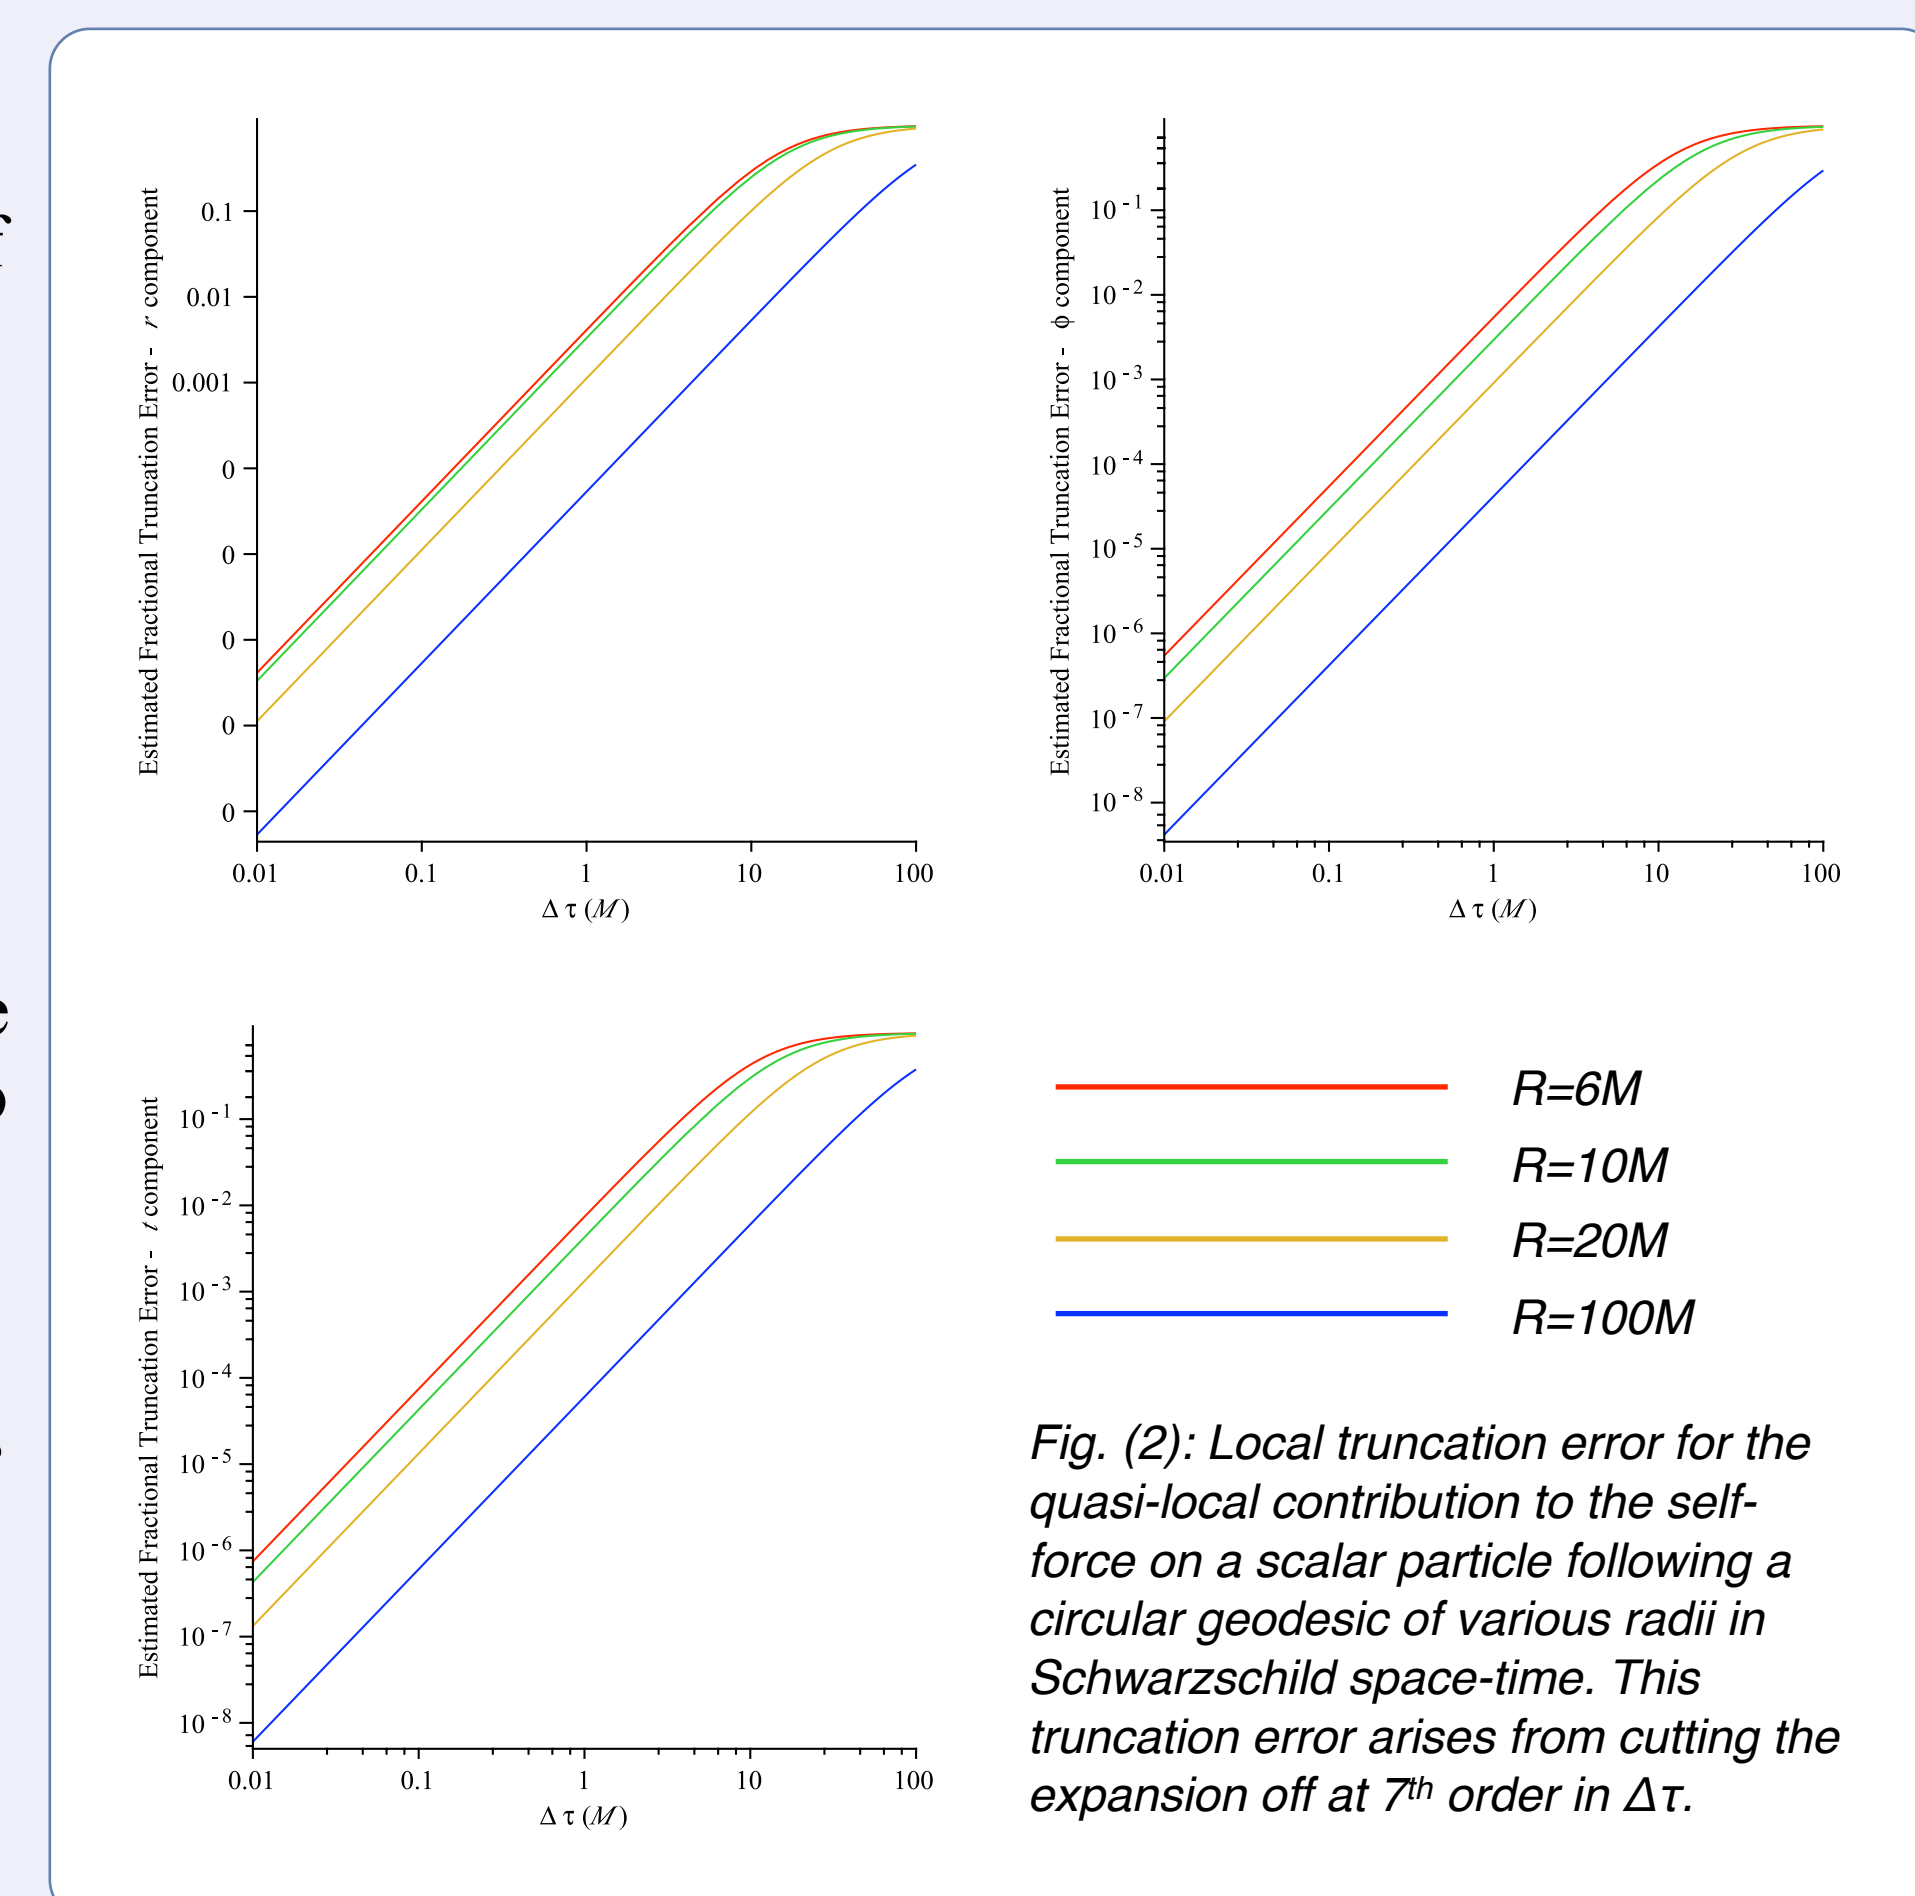 Estimated Fractional Truncation Error - r component
0.1
0.01
0.001
0
0
0
0
0
0.01 0.1 1 10 100
Δ τ (M)
Estimated Fractional Truncation Error - ϕ component
10⁻¹
10⁻²
10⁻³
10⁻⁴
10⁻⁵
10⁻⁶
10⁻⁷
10⁻⁸
0.01 0.1 1 10 100
Δ τ (M)
Estimated Fractional Truncation Error - t component
10⁻¹
10⁻²
10⁻³
10⁻⁴
10⁻⁵
10⁻⁶
10⁻⁷
10⁻⁸
0.01 0.1 1 10 100
Δ τ (M)
R=6M
R=10M
R=20M
R=100M
Fig. (2): Local truncation error for the
quasi-local contribution to the self-
force on a scalar particle following a
circular geodesic of various radii in
Schwarzschild space-time. This
truncation error arises from cutting the
expansion off at 7th order in Δτ.